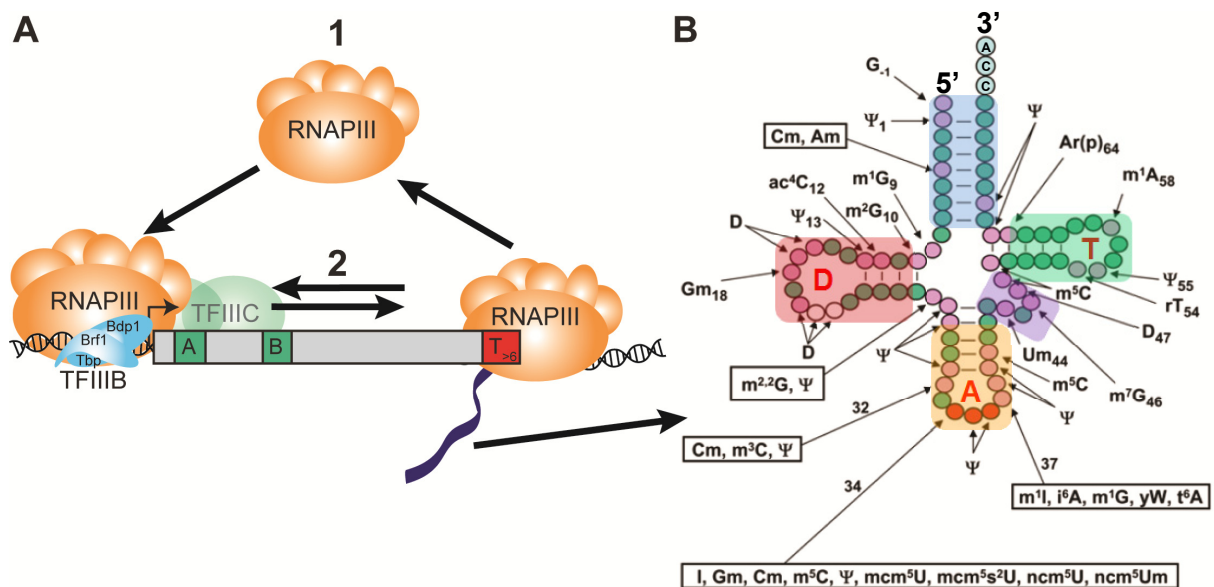 A
1
RNAPIII
2
RNAPIII
TFIIIC
Bdp1
Brf1
Tbp
TFIIIB
A
B
T>6
RNAPIII
B
3'
A
C
C
5'
G-1
Ψ1
Cm, Am
Ψ
Ar(p)64
m1A58
ac4C12
m1G9
Ψ13
m2G10
D
D
Gm18
D
T
Ψ55
rT54
m5C
D47
Um44
m7G46
m2,2G, Ψ
Ψ
A
m5C
Ψ
32
Cm, m3C, Ψ
Ψ
34
37
m1I, i6A, m1G, yW, t6A
I, Gm, Cm, m5C, Ψ, mcm5U, mcm5s2U, ncm5U, ncm5Um